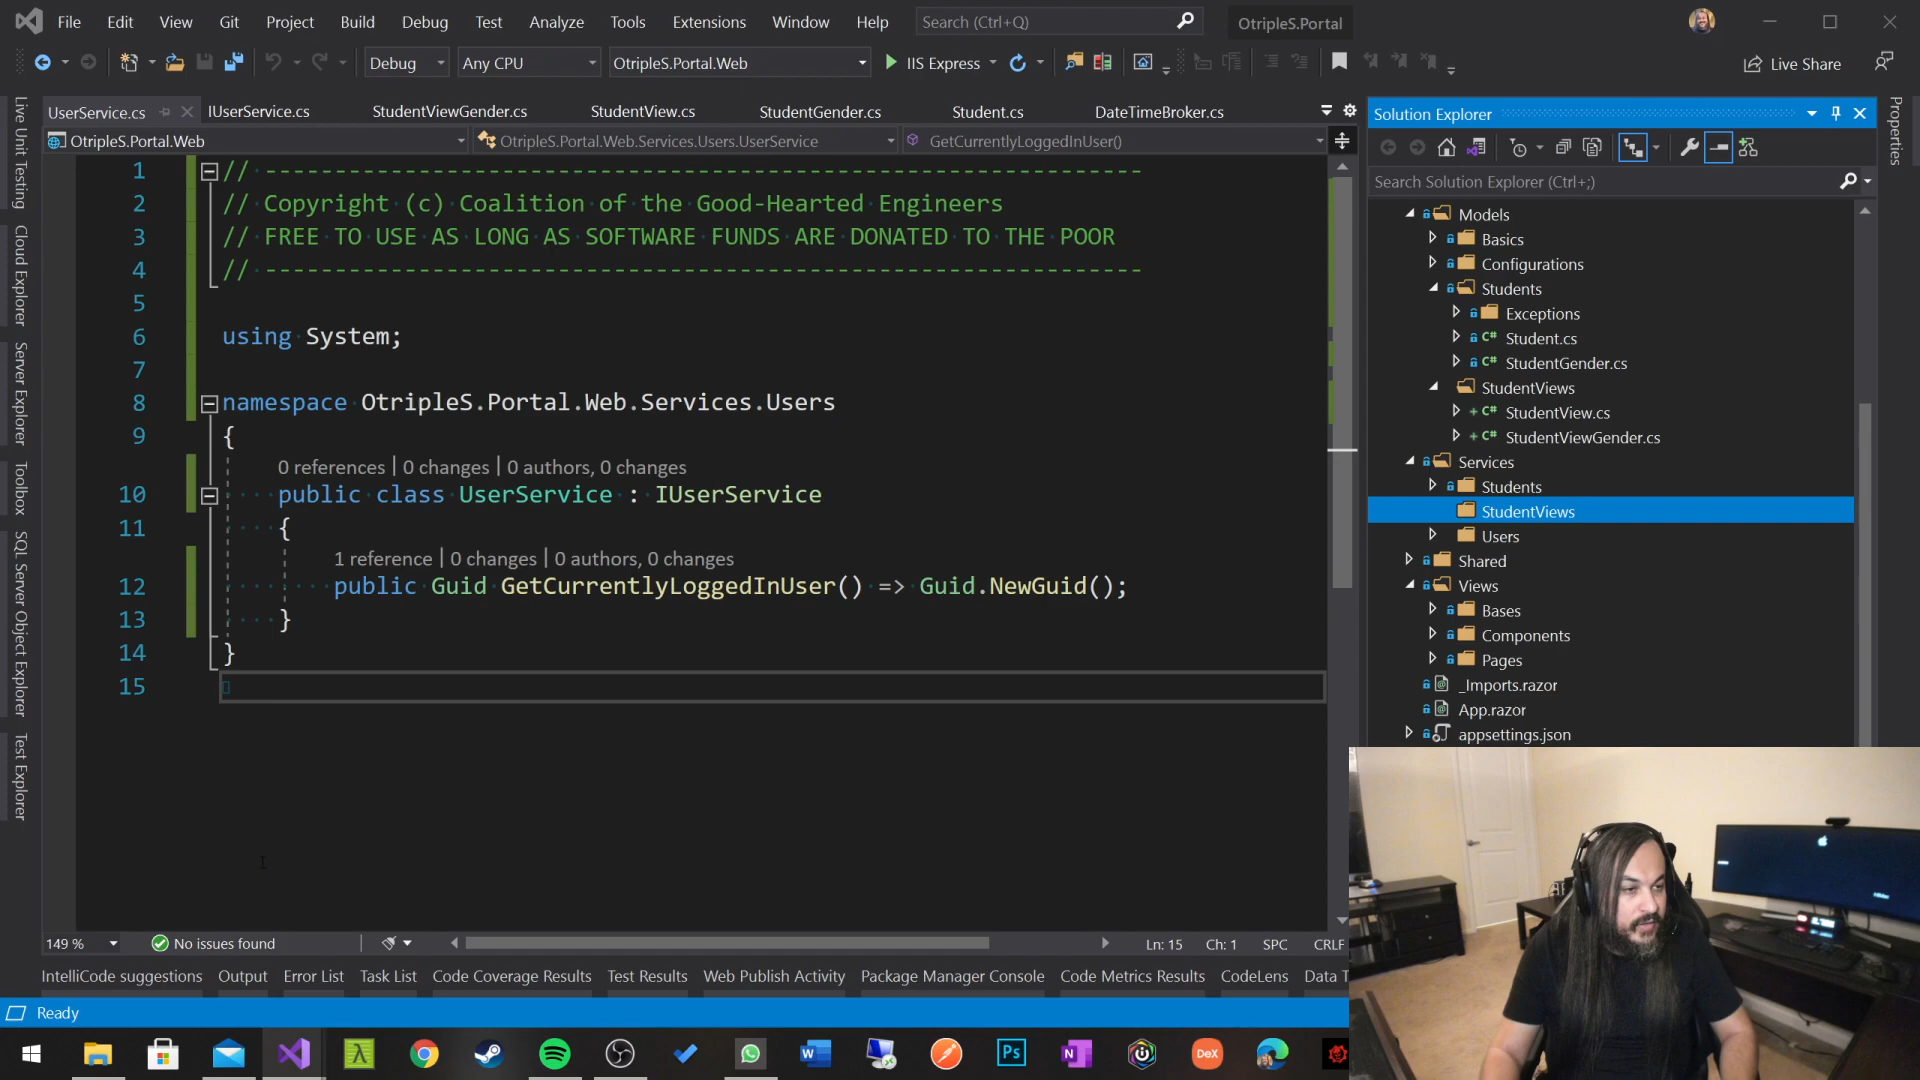 File Edit View Git Project Build Debug Test Analyze Tools Extensions Window Help Search (Ctrl+Q) OtripleS.Portal
Debug Any CPU OtripleS.Portal.Web IIS Express Live Share
UserService.cs IUserService.cs StudentViewGender.cs StudentView.cs StudentGender.cs Student.cs DateTimeBroker.cs
OtripleS.Portal.Web OtripleS.Portal.Web.Services.Users.UserService GetCurrentlyLoggedInUser()
Live Unit Testing
Cloud Explorer
Server Explorer
Toolbox
SQL Server Object Explorer
Test Explorer
1 // ---------------------------------------------------------------
2 // Copyright (c) Coalition of the Good-Hearted Engineers
3 // FREE TO USE AS LONG AS SOFTWARE FUNDS ARE DONATED TO THE POOR
4 // ---------------------------------------------------------------
5
6 using System;
7
8 namespace OtripleS.Portal.Web.Services.Users
9 {
0 references | 0 changes | 0 authors, 0 changes
10 public class UserService : IUserService
11 {
1 reference | 0 changes | 0 authors, 0 changes
12 public Guid GetCurrentlyLoggedInUser() => Guid.NewGuid();
13 }
14 }
15
149 % No issues found Ln: 15 Ch: 1 SPC CRLF
IntelliCode suggestions Output Error List Task List Code Coverage Results Test Results Web Publish Activity Package Manager Console Code Metrics Results CodeLens Data T
Ready
Solution Explorer
Search Solution Explorer (Ctrl+;)
Models
Basics
Configurations
Students
Exceptions
C# Student.cs
C# StudentGender.cs
StudentViews
+ C# StudentView.cs
+ C# StudentViewGender.cs
Services
Students
StudentViews
Users
Shared
Views
Bases
Components
Pages
_Imports.razor
App.razor
appsettings.json
Properties
Ps
DeX